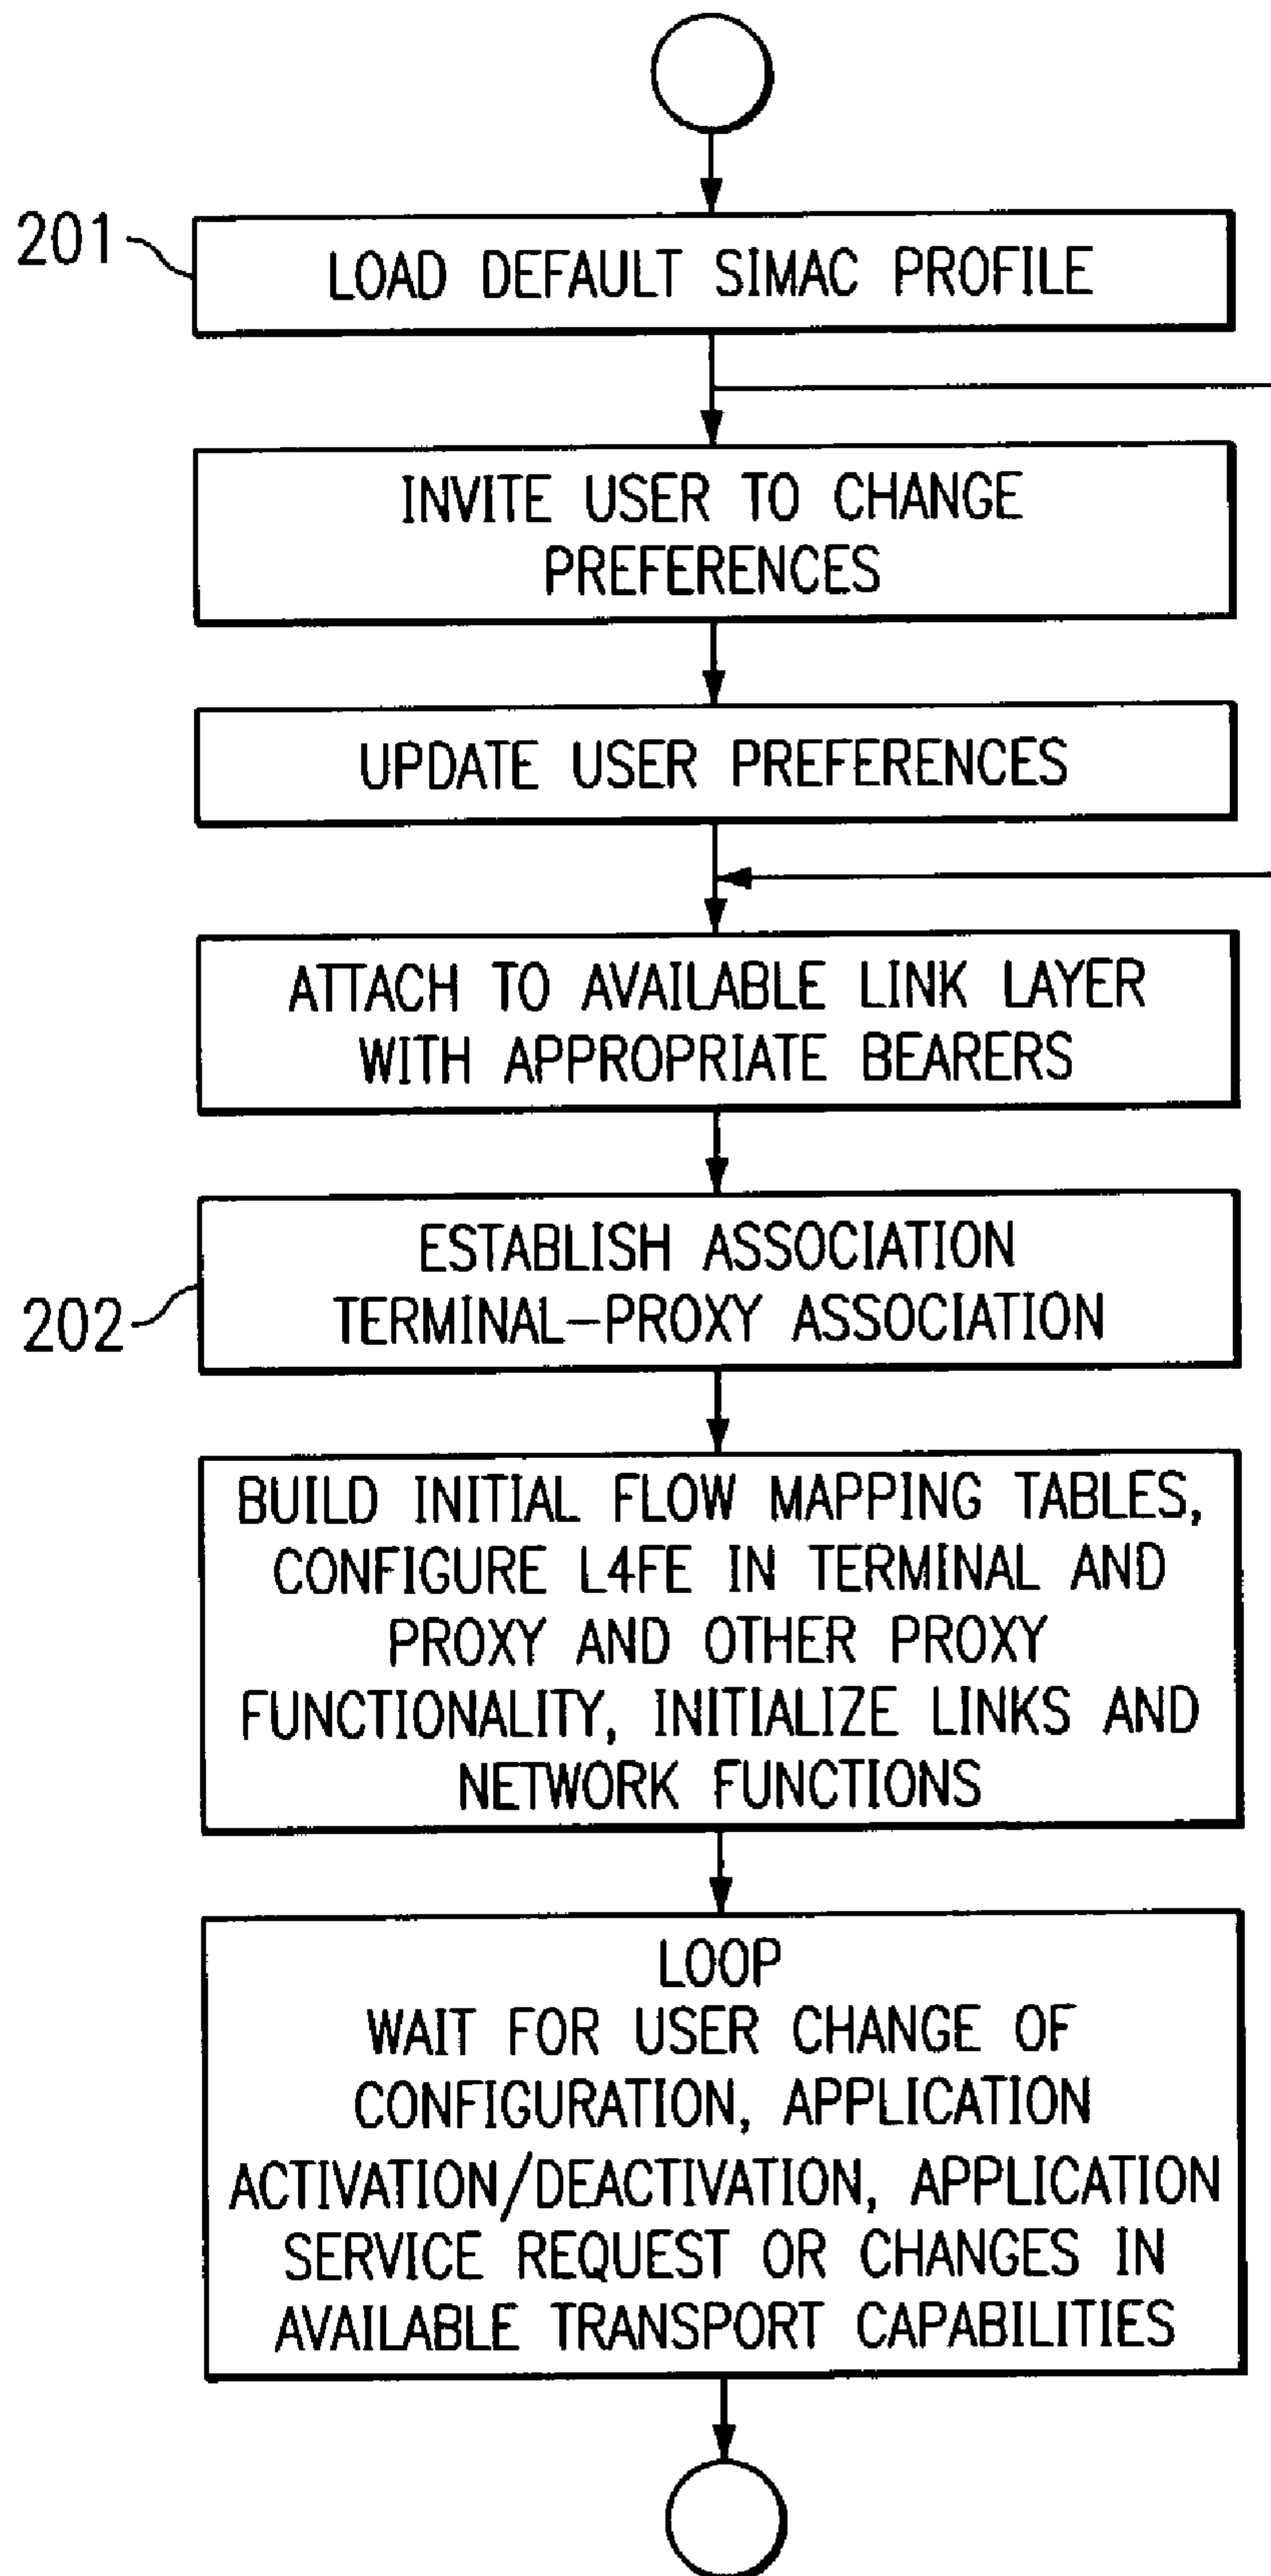 201
LOAD DEFAULT SIMAC PROFILE
INVITE USER TO CHANGE
PREFERENCES
UPDATE USER PREFERENCES
ATTACH TO AVAILABLE LINK LAYER
WITH APPROPRIATE BEARERS
ESTABLISH ASSOCIATION
TERMINAL-PROXY ASSOCIATION
202
BUILD INITIAL FLOW MAPPING TABLES,
CONFIGURE L4FE IN TERMINAL AND
PROXY AND OTHER PROXY
FUNCTIONALITY, INITIALIZE LINKS AND
NETWORK FUNCTIONS
LOOP
WAIT FOR USER CHANGE OF
CONFIGURATION, APPLICATION
ACTIVATION/DEACTIVATION, APPLICATION
SERVICE REQUEST OR CHANGES IN
AVAILABLE TRANSPORT CAPABILITIES